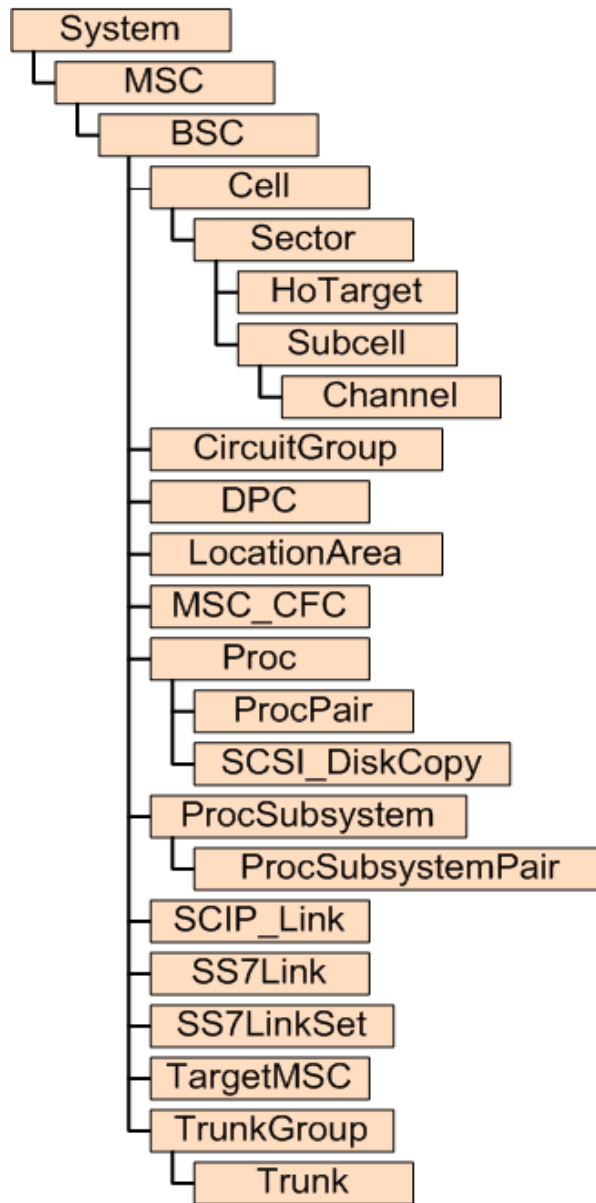 System
MSC
BSC
Cell
Sector
HoTarget
Subcell
Channel
CircuitGroup
DPC
LocationArea
MSC_CFC
Proc
ProcPair
SCSI_DiskCopy
ProcSubsystem
ProcSubsystemPair
SCIP_Link
SS7Link
SS7LinkSet
TargetMSC
TrunkGroup
Trunk